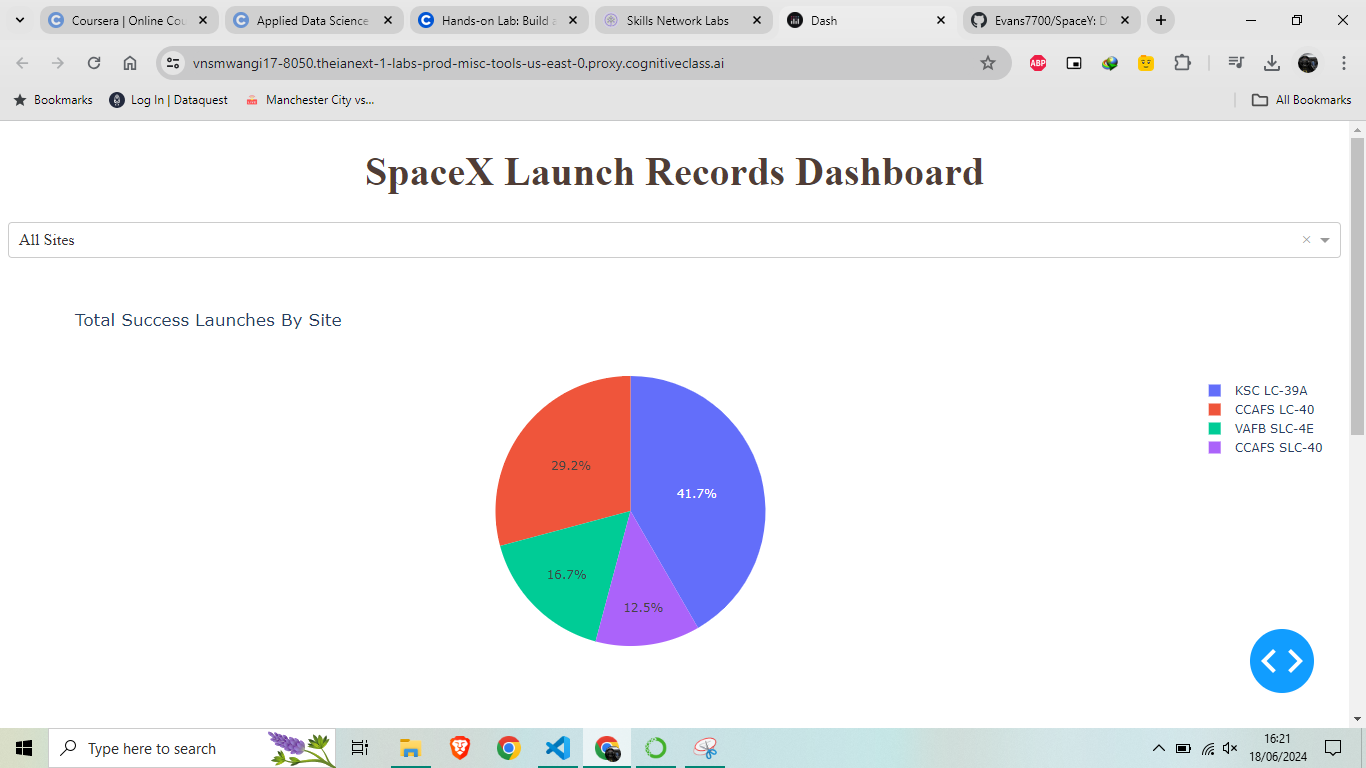 Coursera | Online Cou
Applied Data Science
Hands-on Lab: Build a
Skills Network Labs
Dash
Evans7700/SpaceY: D
vnsmwangi17-8050.theianext-1-labs-prod-misc-tools-us-east-0.proxy.cognitiveclass.ai
ABP
Bookmarks
Log In | Dataquest
Manchester City vs...
All Bookmarks
SpaceX Launch Records Dashboard
All Sites
Total Success Launches By Site
KSC LC-39A
CCAFS LC-40
VAFB SLC-4E
CCAFS SLC-40
29.2%
41.7%
16.7%
12.5%
Type here to search
16:21
18/06/2024